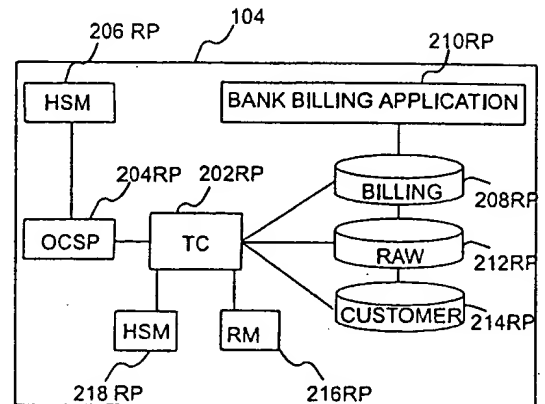 206 RP
104
210RP
HSM
BANK BILLING APPLICATION
204RP
202RP
BILLING
208RP
OCSP
TC
RAW
212RP
CUSTOMER
214RP
HSM
RM
218 RP
216RP